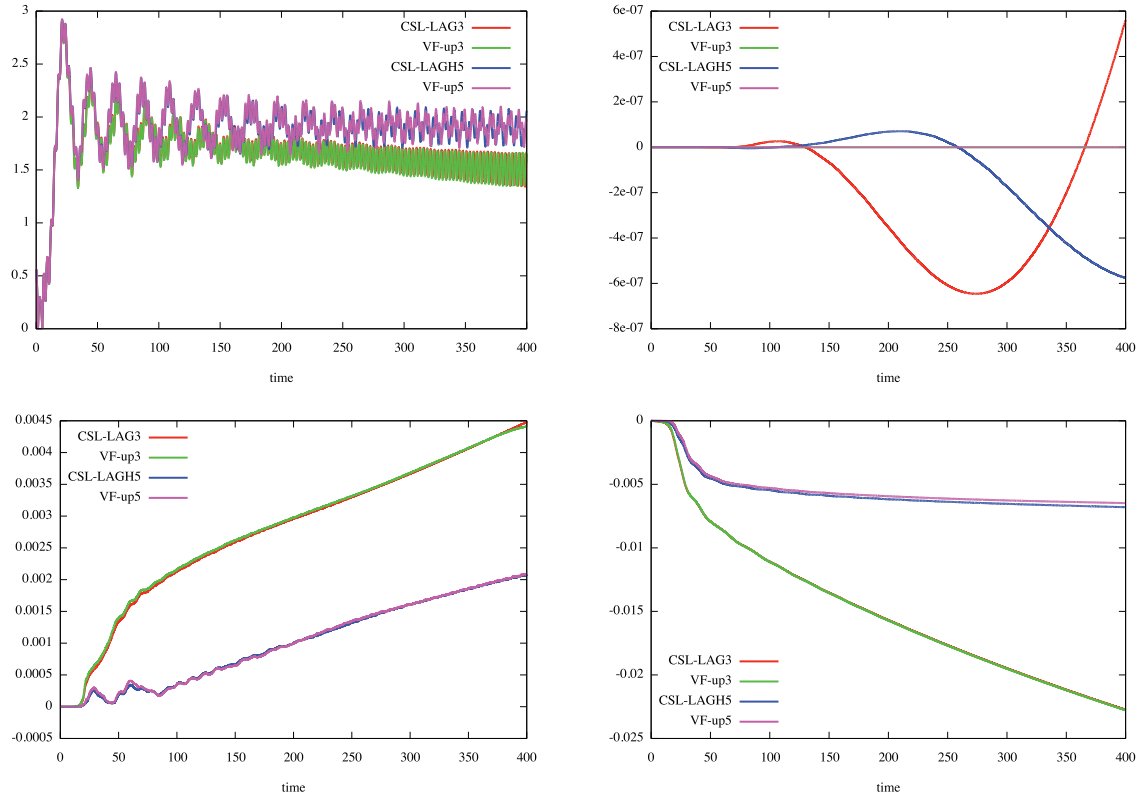 3
2.5
2
1.5
1
0.5
0
0 50 100 150 200 250 300 350 400
time
CSL-LAG3
VF-up3
CSL-LAGH5
VF-up5
6e-07
4e-07
2e-07
0
-2e-07
-4e-07
-6e-07
-8e-07
0 50 100 150 200 250 300 350 400
time
CSL-LAG3
VF-up3
CSL-LAGH5
VF-up5
0.0045
0.004
0.0035
0.003
0.0025
0.002
0.0015
0.001
0.0005
0
-0.0005
0 50 100 150 200 250 300 350 400
time
CSL-LAG3
VF-up3
CSL-LAGH5
VF-up5
0
-0.005
-0.01
-0.015
-0.02
-0.025
0 50 100 150 200 250 300 350 400
time
CSL-LAG3
VF-up3
CSL-LAGH5
VF-up5